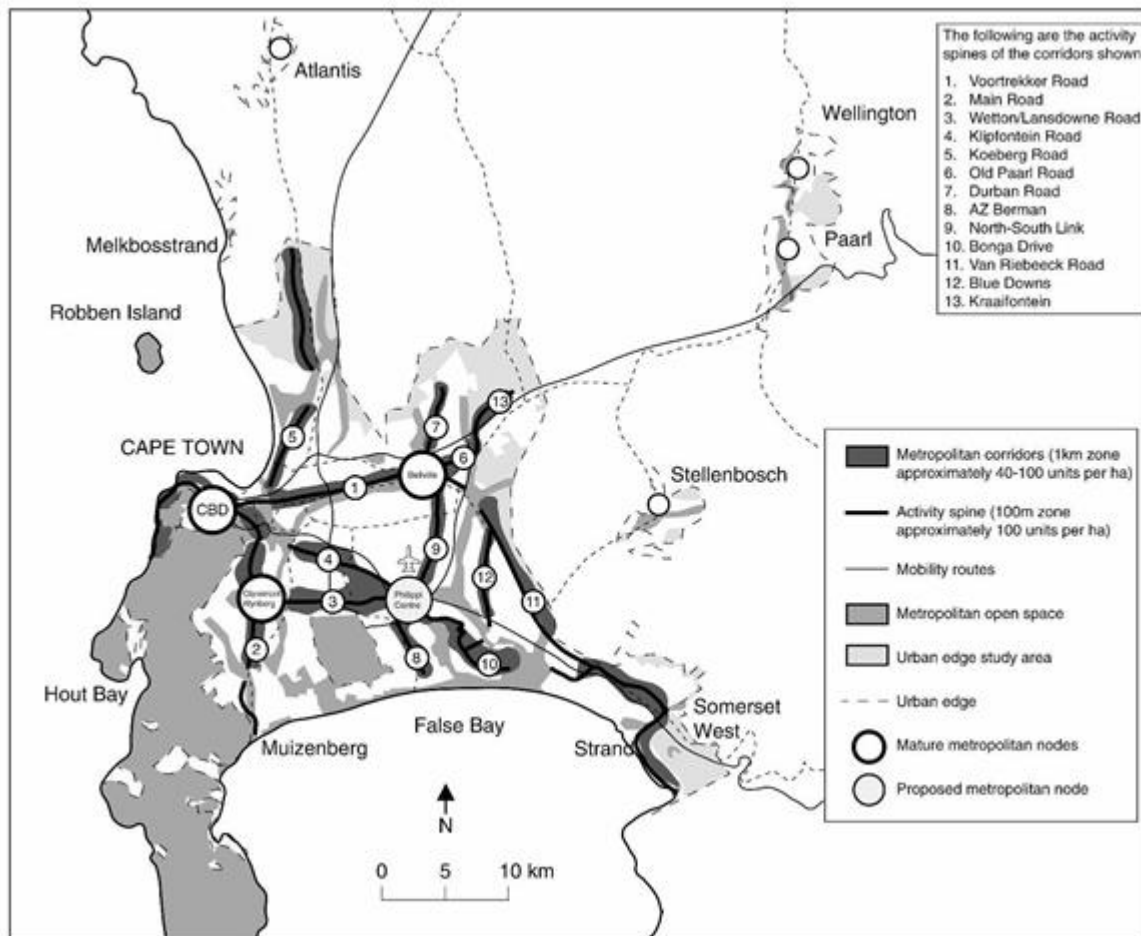 The following are the activity
spines of the corridors shown
1. Voortrekker Road
2. Main Road
3. Wetton/Lansdowne Road
4. Klipfontein Road
5. Koeberg Road
6. Old Paarl Road
7. Durban Road
8. AZ Berman
9. North-South Link
10. Bonga Drive
11. Van Riebeeck Road
12. Blue Downs
13. Kraaifontein
Atlantis
Wellington
Melkbosstrand
Paarl
Robben Island
13
7
5
CAPE TOWN
6
1
Bellville
Stellenbosch
CBD
4
9
12
Claremont
Wynberg
3
Philippi
Centre
11
2
8
10
Hout Bay
Somerset
West
False Bay
Muizenberg
Strand
N
0 5 10 km
Metropolitan corridors (1km zone
approximately 40-100 units per ha)
Activity spine (100m zone
approximately 100 units per ha)
Mobility routes
Metropolitan open space
Urban edge study area
Urban edge
Mature metropolitan nodes
Proposed metropolitan node